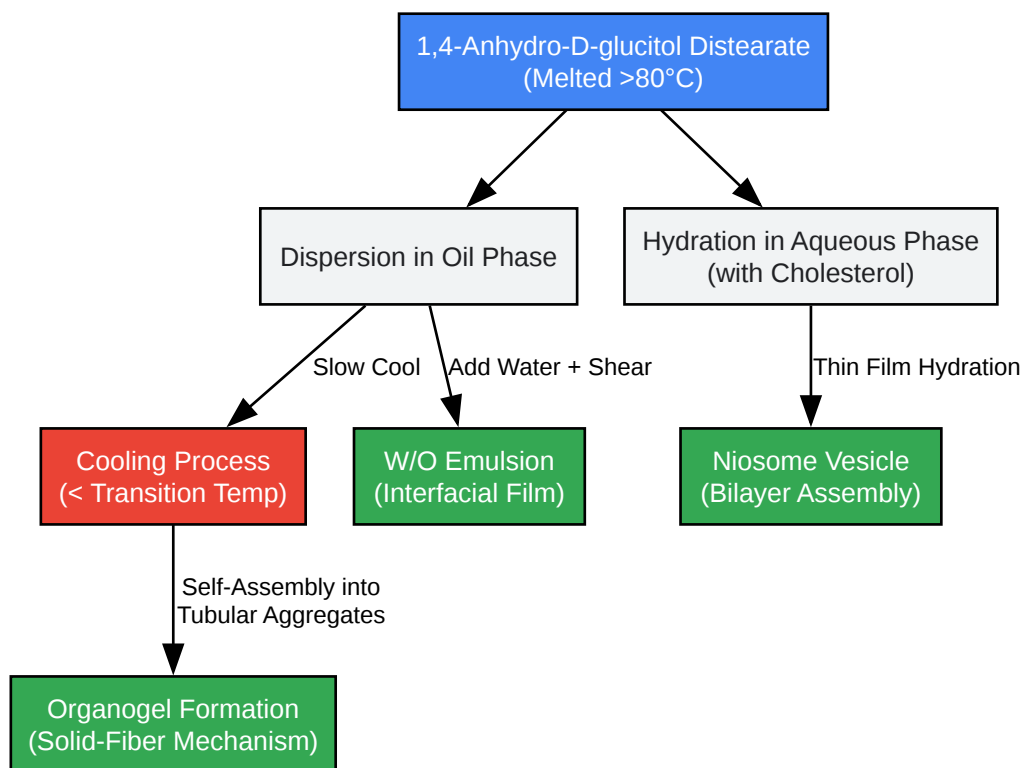 1,4-Anhydro-D-glucitol Distearate
(Melted >80°C)
Dispersion in Oil Phase
Hydration in Aqueous Phase
(with Cholesterol)
Slow Cool
Add Water + Shear
Thin Film Hydration
Cooling Process
(< Transition Temp)
W/O Emulsion
(Interfacial Film)
Niosome Vesicle
(Bilayer Assembly)
Self-Assembly into
Tubular Aggregates
Organogel Formation
(Solid-Fiber Mechanism)